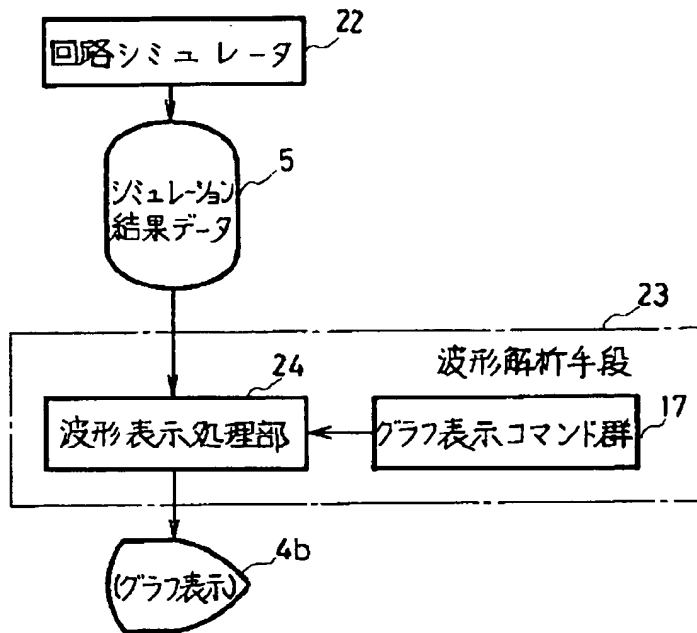 22
回路シミュレータ
5
シミュレーション
結果データ
23
波形解析手段
24
17
波形表示処理部
グラフ表示コマンド群
4b
(グラフ表示)